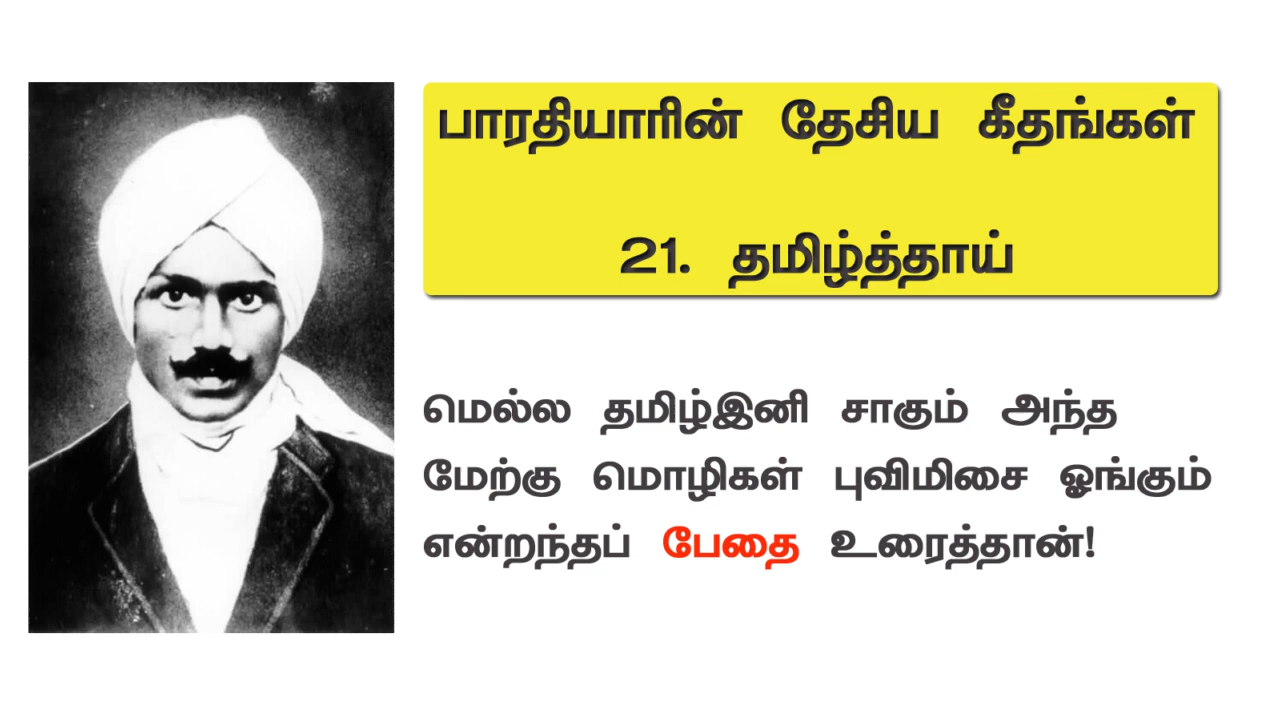 பாரதியாரின் தேசிய கீதங்கள்
21. தமிழ்த்தாய்
மெல்ல தமிழ்இனி சாகும் அந்த
மேற்கு மொழிகள் புவிமிசை ஓங்கும்
என்றந்தப் பேதை உரைத்தான்!